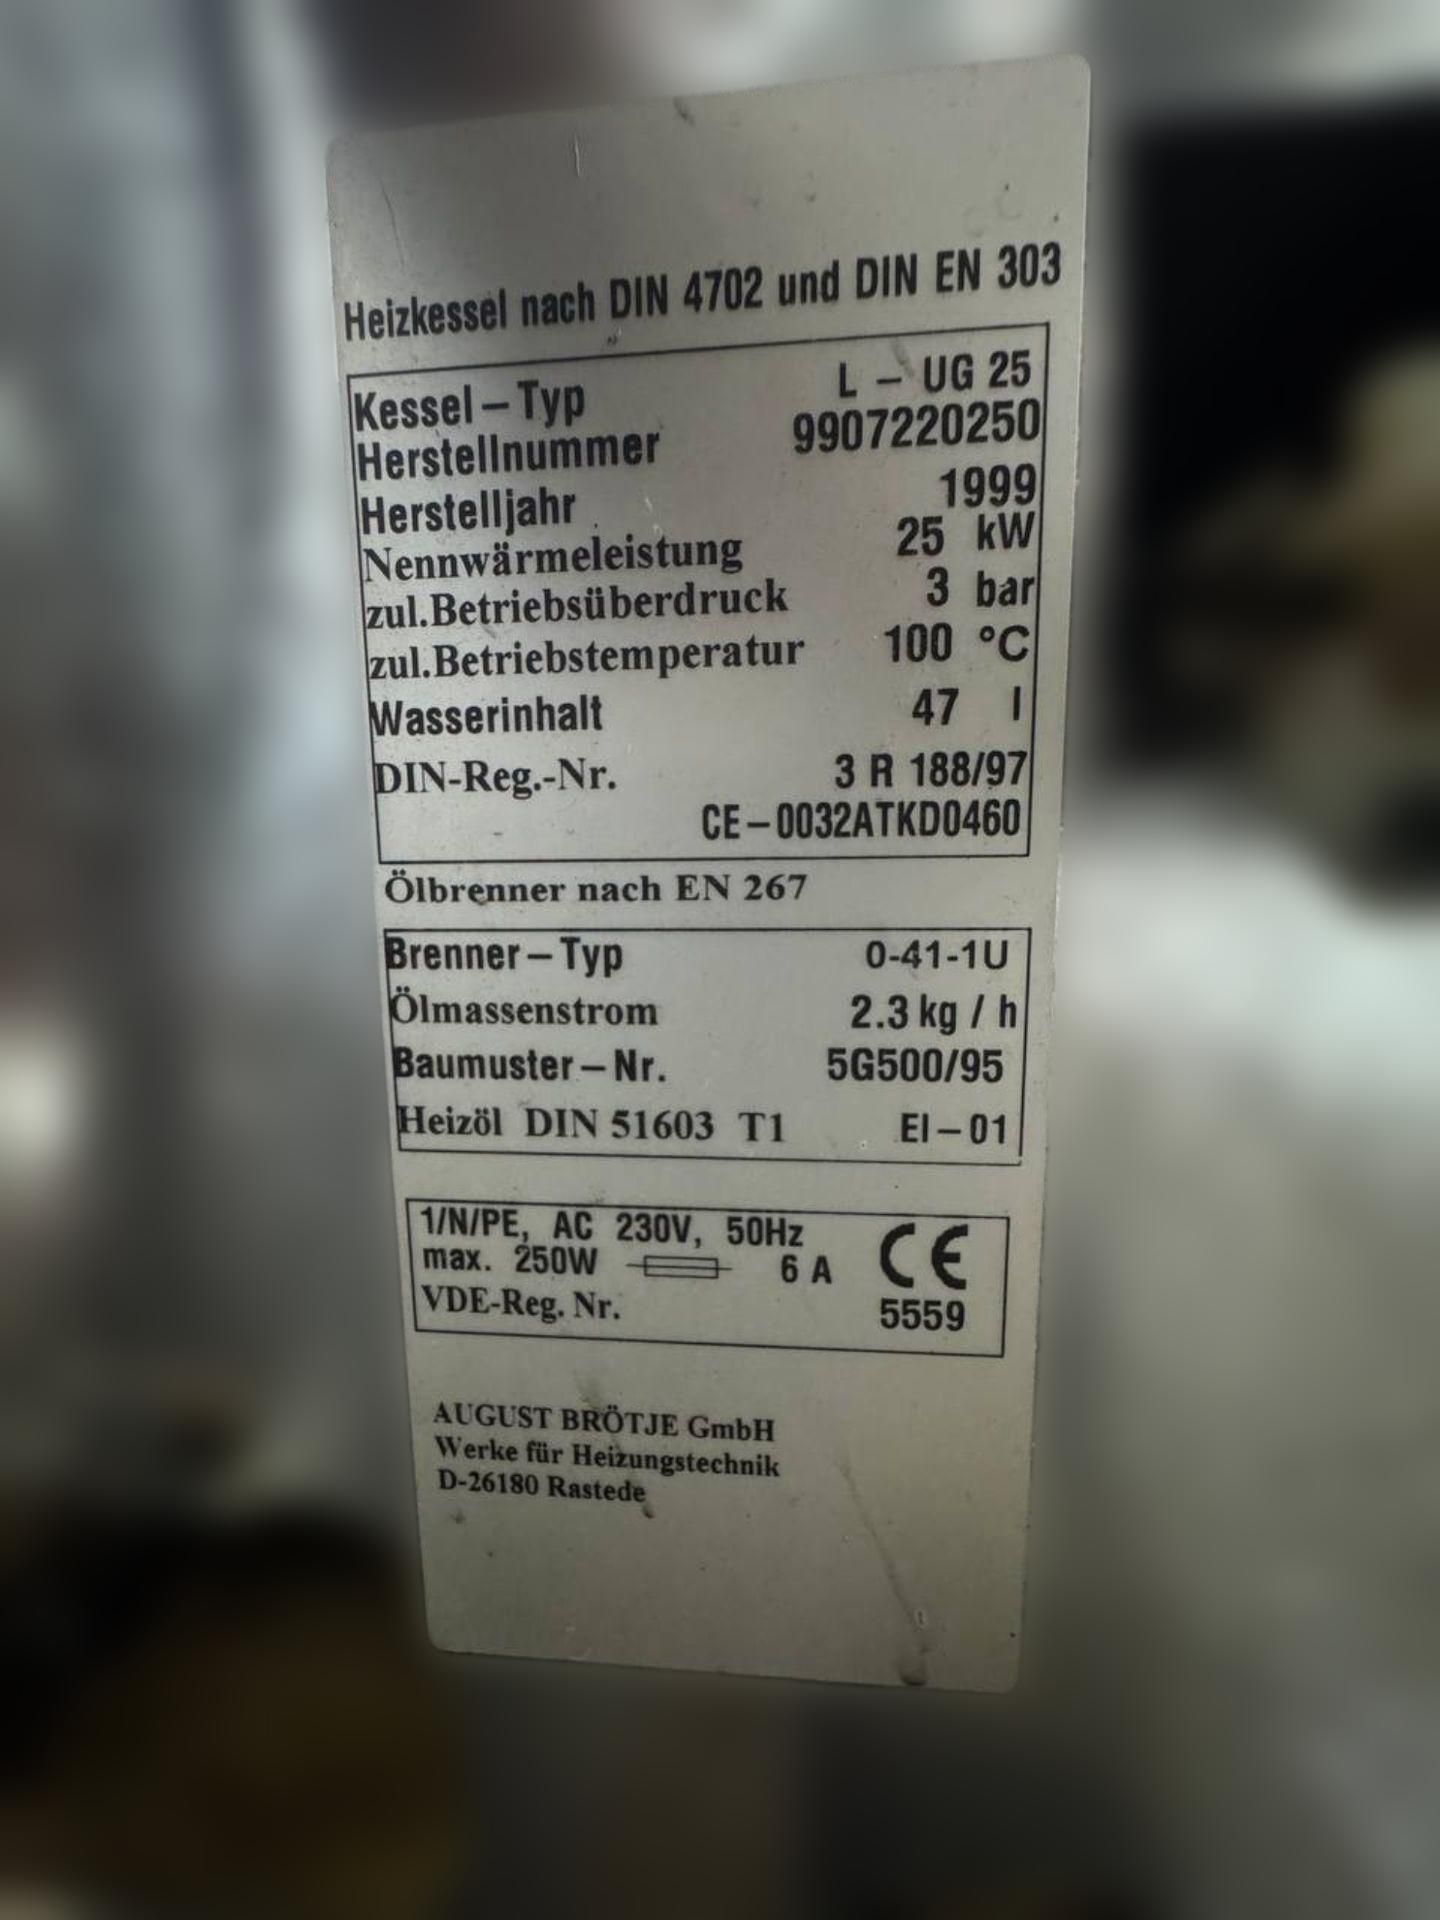 Heizkessel nach DIN 4702 und DIN EN 303
Kessel – Typ L – UG 25
Herstellnummer 9907220250
Herstelljahr 1999
Nennwärmeleistung 25 kW
zul.Betriebsüberdruck 3 bar
zul.Betriebstemperatur 100 °C
Wasserinhalt 47 l
DIN-Reg.-Nr. 3 R 188/97
CE – 0032ATKD0460
Ölbrenner nach EN 267
Brenner – Typ 0-41-1U
Ölmassenstrom 2.3 kg / h
Baumuster – Nr. 5G500/95
Heizöl DIN 51603 T1 El – 01
1/N/PE, AC 230V, 50Hz CE
max. 250W 6 A
VDE-Reg. Nr. 5559
AUGUST BRÖTJE GmbH
Werke für Heizungstechnik
D-26180 Rastede